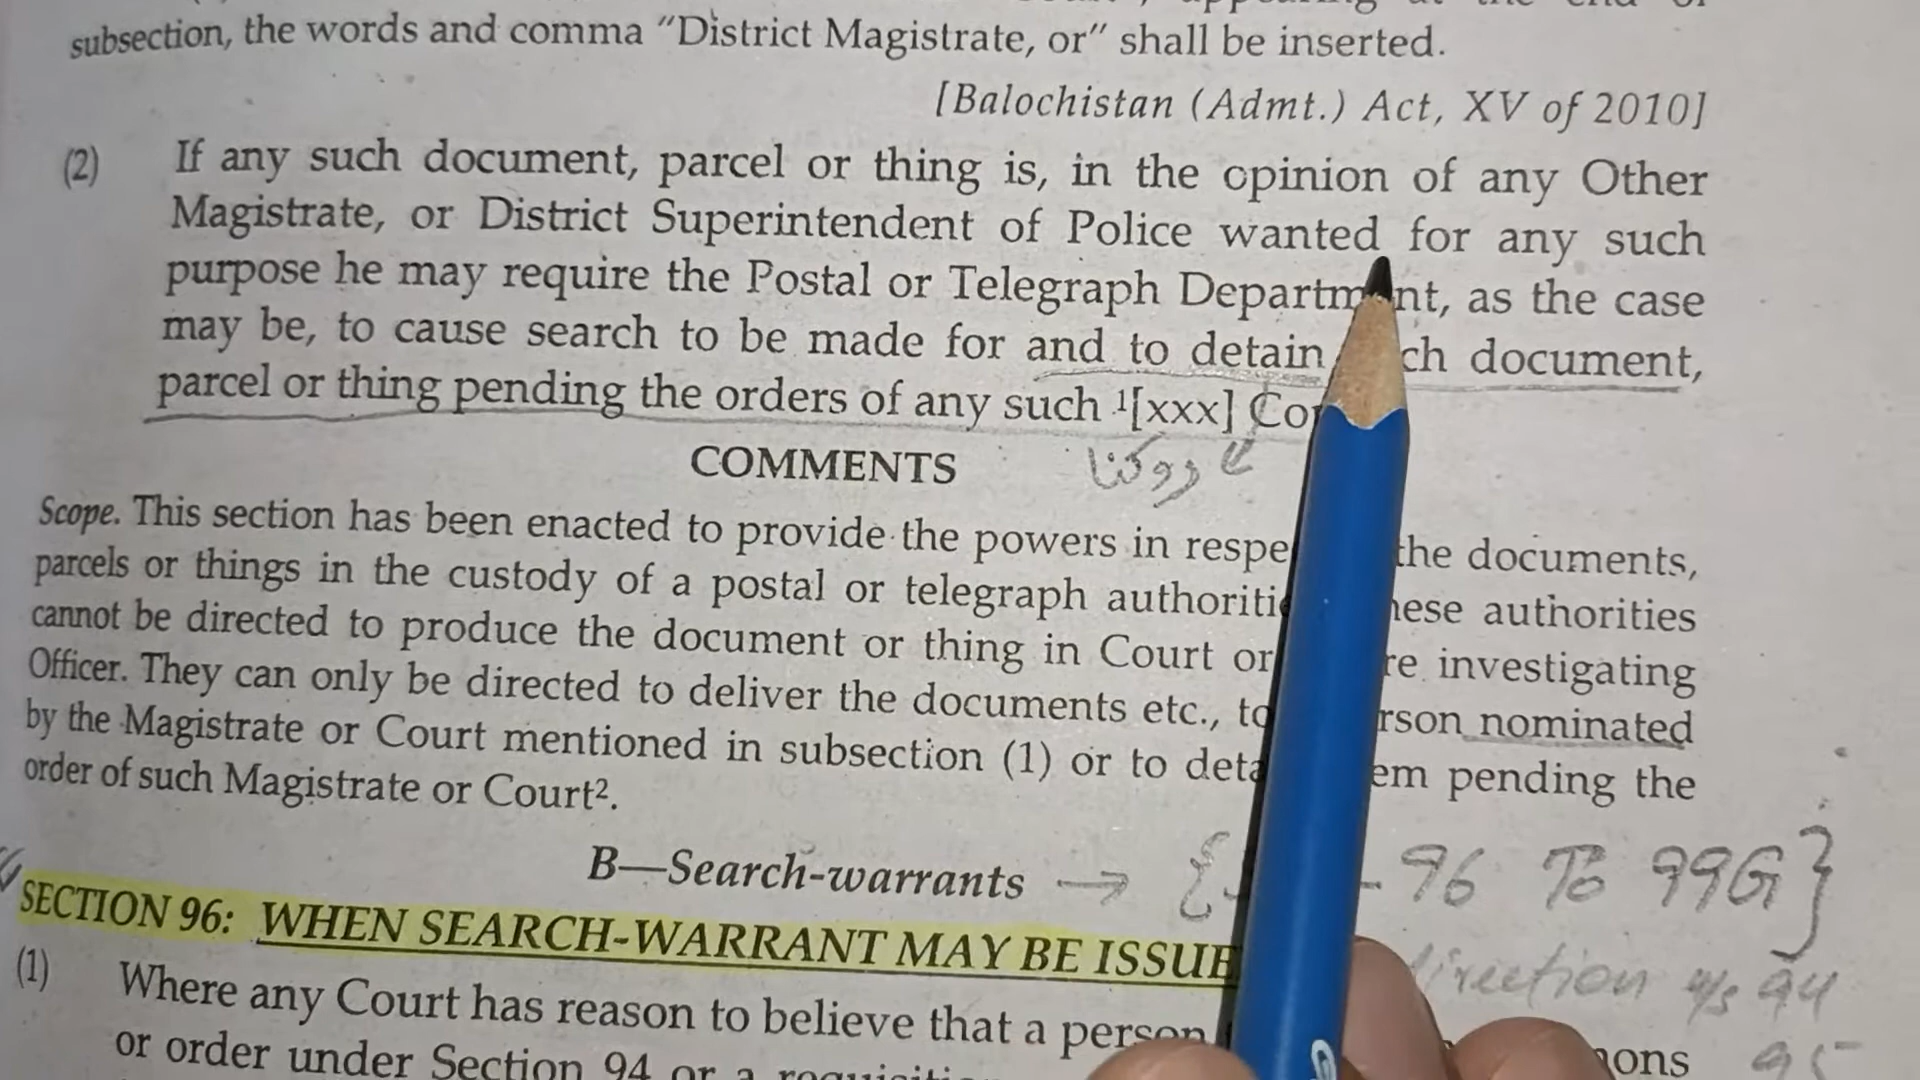 subsection, the words and comma "District Magistrate, or" shall be inserted.
[Balochistan (Admt.) Act, XV of 2010]
(2) If any such document, parcel or thing is, in the opinion of any Other
Magistrate, or District Superintendent of Police wanted for any such
purpose he may require the Postal or Telegraph Departm nt, as the case
may be, to cause search to be made for and to detain ch document,
parcel or thing pending the orders of any such ¹[xxx] Co
COMMENTS روکنا
Scope. This section has been enacted to provide the powers in respe the documents,
parcels or things in the custody of a postal or telegraph authoriti hese authorities
cannot be directed to produce the document or thing in Court or re investigating
Officer. They can only be directed to deliver the documents etc., to rson nominated
by the Magistrate or Court mentioned in subsection (1) or to deta em pending the
order of such Magistrate or Court².
B—Search-warrants → { - 96 To 99G}
SECTION 96: WHEN SEARCH-WARRANT MAY BE ISSUE
direction u/s 94
(1) Where any Court has reason to believe that a person
or order under Section 94 or a requisiti ons 95